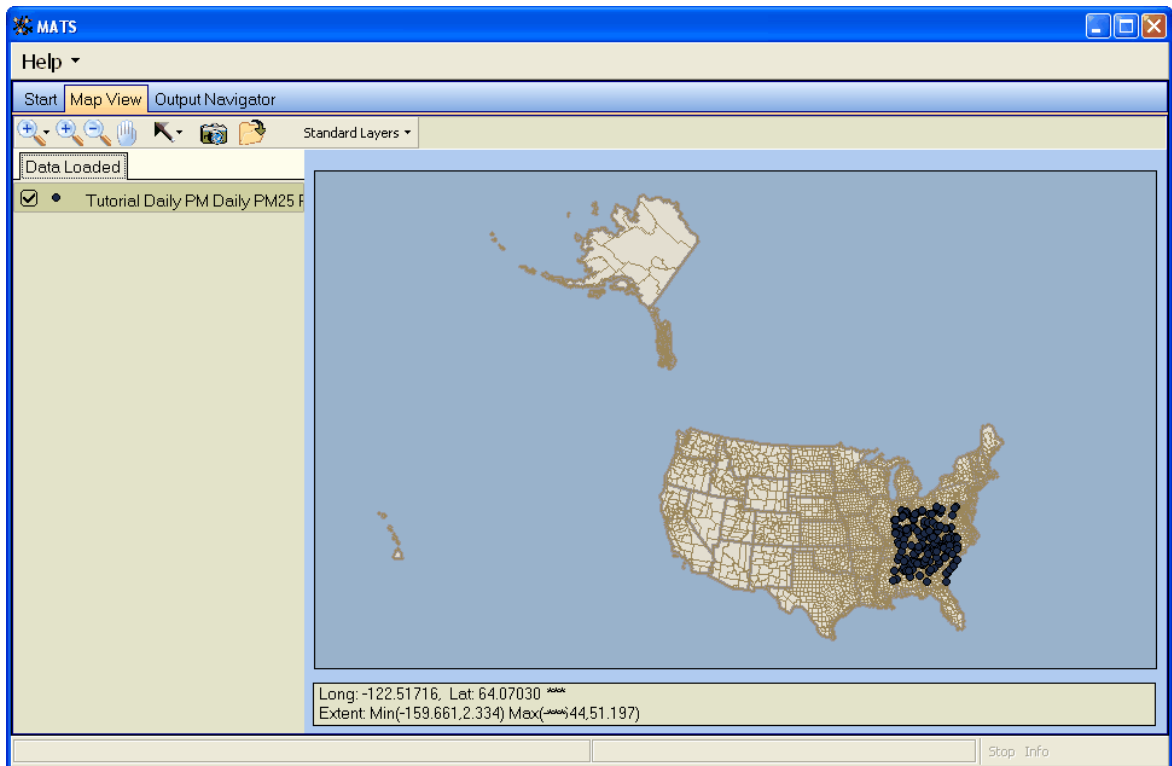 MATS
Help
Start Map View Output Navigator
Standard Layers
Data Loaded
Tutorial Daily PM Daily PM25
Long: -122.51716, Lat: 64.07030 ***
Extent: Min(-159.661,2.334) Max(-***44,51.197)
Stop Info